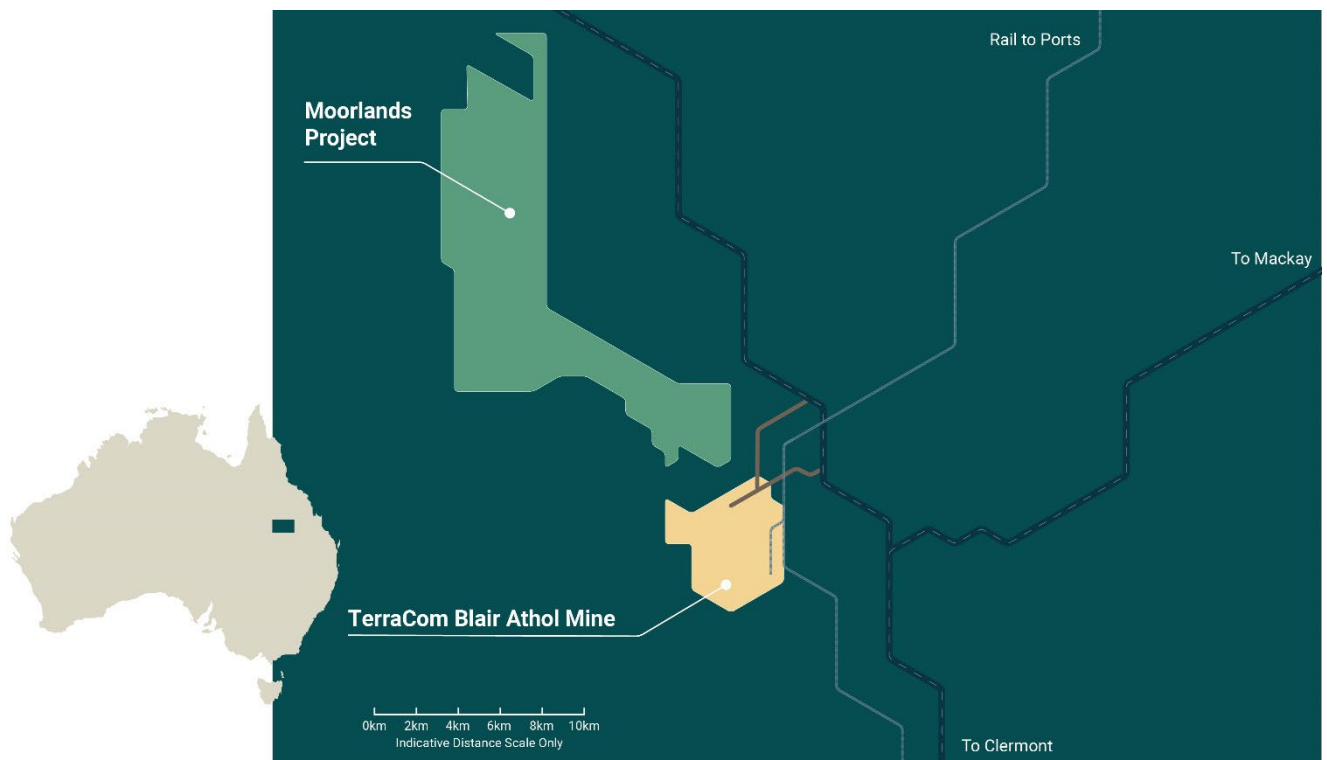 Rail to Ports
Moorlands
Project
To Mackay
TerraCom Blair Athol Mine
0km 2km 4km 6km 8km 10km
Indicative Distance Scale Only
To Clermont